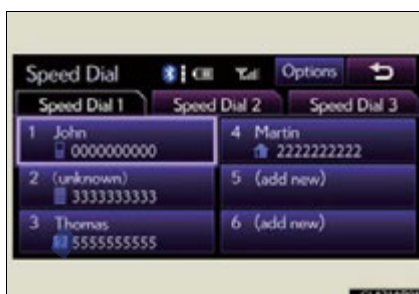 Speed Dial
Options
Speed Dial 1
Speed Dial 2
Speed Dial 3
1 John
0000000000
2 (unknown)
3333333333
3 Thomas
5555555555
4 Martin
2222222222
5 (add new)
6 (add new)